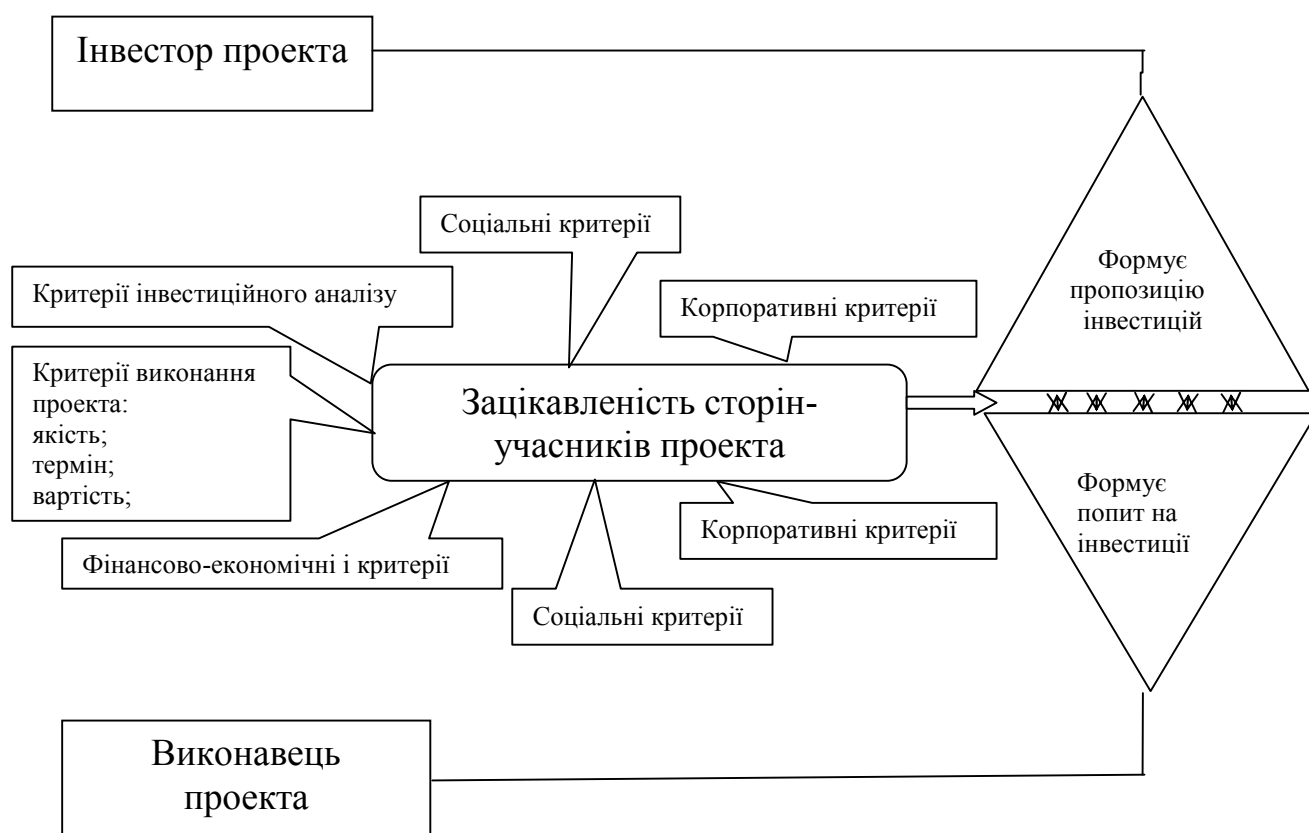 Інвестор проекта
Соціальні критерії
Критерії інвестиційного аналізу
Корпоративні критерії
Формує
пропозицію
інвестицій
Критерії виконання
проекта:
якість;
термін;
вартість;
Зацікавленість сторін-
учасників проекта
Формує
попит на
інвестиції
Корпоративні критерії
Фінансово-економічні і критерії
Соціальні критерії
Виконавець
проекта